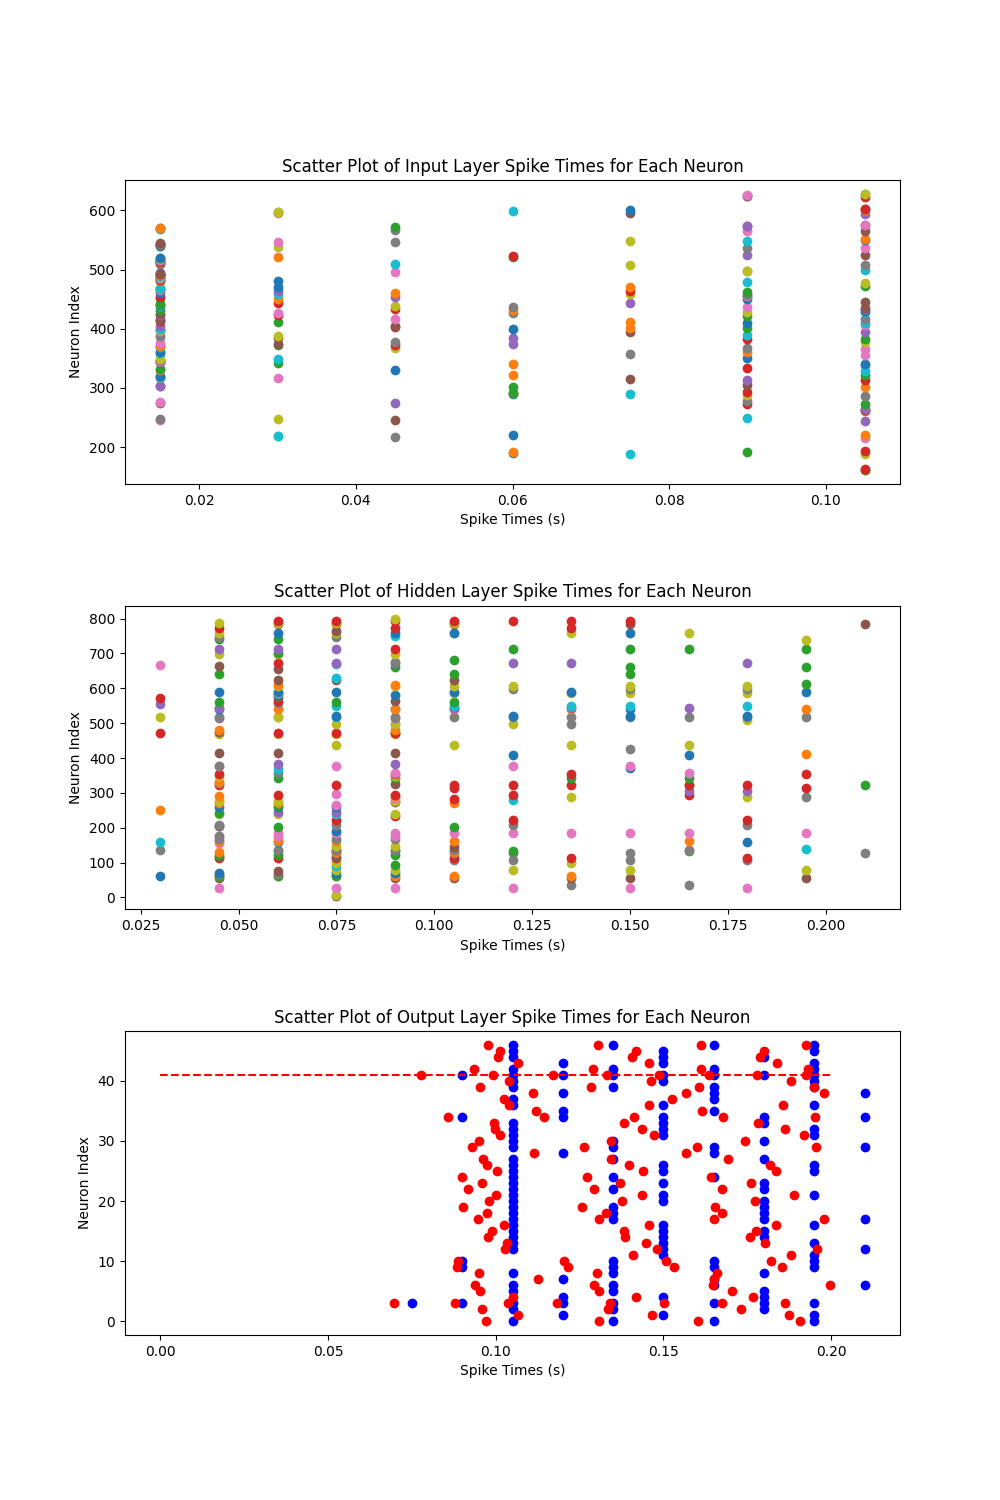 Scatter Plot of Input Layer Spike Times for Each Neuron
600
500
400
300
200
Neuron Index
0.02 0.04 0.06 0.08 0.10
Spike Times (s)
Scatter Plot of Hidden Layer Spike Times for Each Neuron
800
700
600
500
400
300
200
100
0
Neuron Index
0.025 0.050 0.075 0.100 0.125 0.150 0.175 0.200
Spike Times (s)
Scatter Plot of Output Layer Spike Times for Each Neuron
40
30
20
10
0
Neuron Index
0.00 0.05 0.10 0.15 0.20
Spike Times (s)